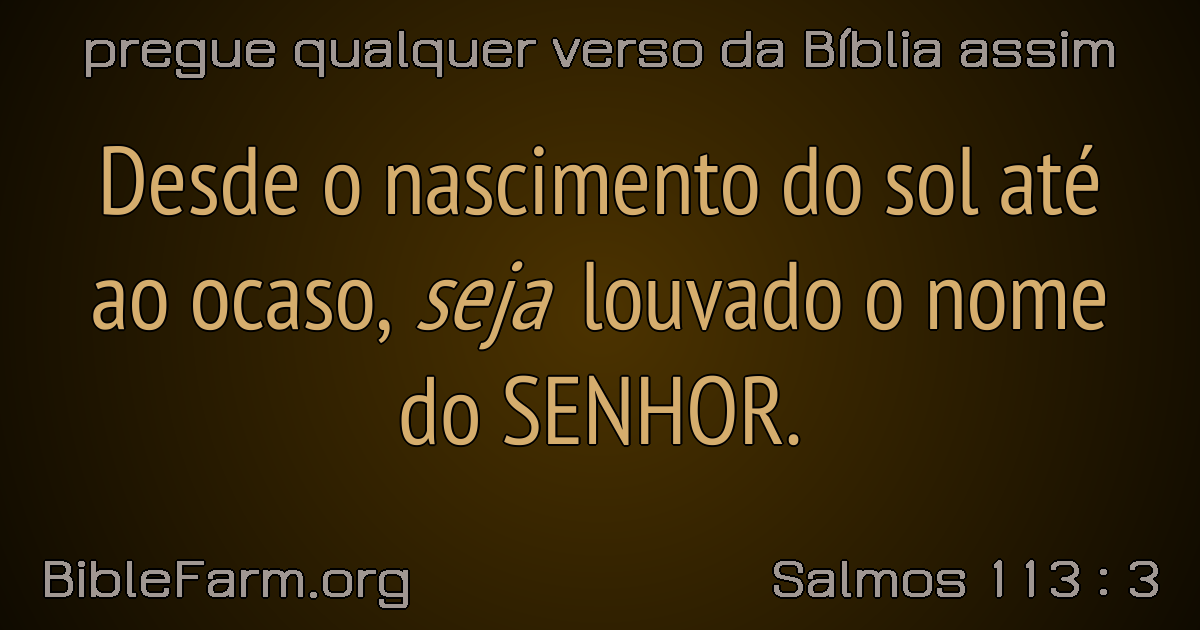 pregue qualquer verso da Bíblia assim
Desde o nascimento do sol até
ao ocaso, seja louvado o nome
do SENHOR.
BibleFarm.org
Salmos 113 : 3